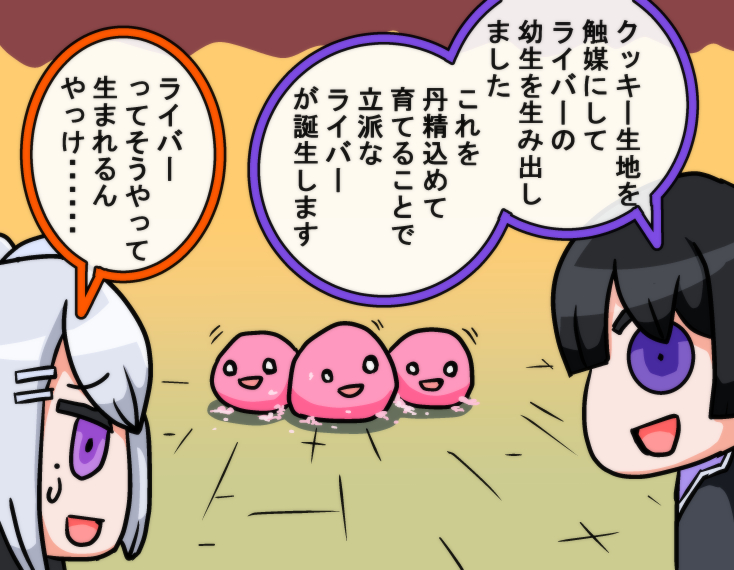 クッキー生地を
触媒にして
ライバーの
幼生を生み出し
ました
これを
丹精込めて
育てることで
立派な
ライバー
が誕生します
ライバー
ってそうやって
生まれるん
やっけ……